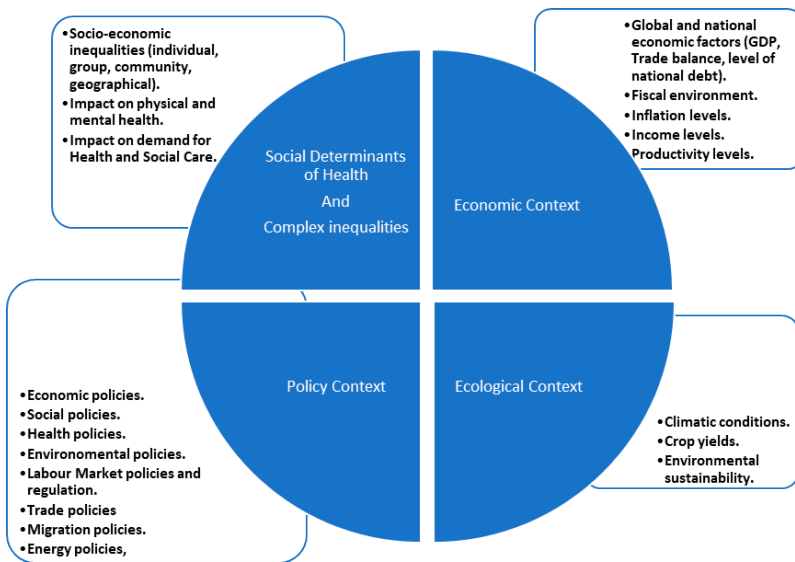 •Socio-economic
inequalities (individual,
group, community,
geographical).
•Impact on physical and
mental health.
•Impact on demand for
Health and Social Care.
Social Determinants
of Health
And
Complex inequalities
•Global and national
economic factors (GDP,
Trade balance, level of
national debt).
•Fiscal environment.
•Inflation levels.
•Income levels.
Productivity levels.
Economic Context
•Economic policies.
•Social policies.
•Health policies.
•Environomental policies.
•Labour Market policies and
regulation.
•Trade policies
•Migration policies.
•Energy policies,
Policy Context
Ecological Context
•Climatic conditions.
•Crop yields.
•Environmental
sustainability.